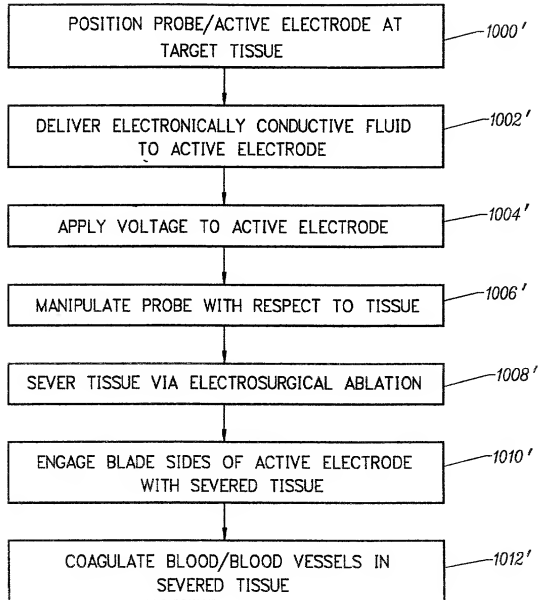 POSITION PROBE/ACTIVE ELECTRODE AT
TARGET TISSUE
1000'
DELIVER ELECTRONICALLY CONDUCTIVE FLUID
TO ACTIVE ELECTRODE
1002'
APPLY VOLTAGE TO ACTIVE ELECTRODE
1004'
MANIPULATE PROBE WITH RESPECT TO TISSUE
1006'
SEVER TISSUE VIA ELECTROSURGICAL ABLATION
1008'
ENGAGE BLADE SIDES OF ACTIVE ELECTRODE
WITH SEVERED TISSUE
1010'
COAGULATE BLOOD/BLOOD VESSELS IN
SEVERED TISSUE
1012'